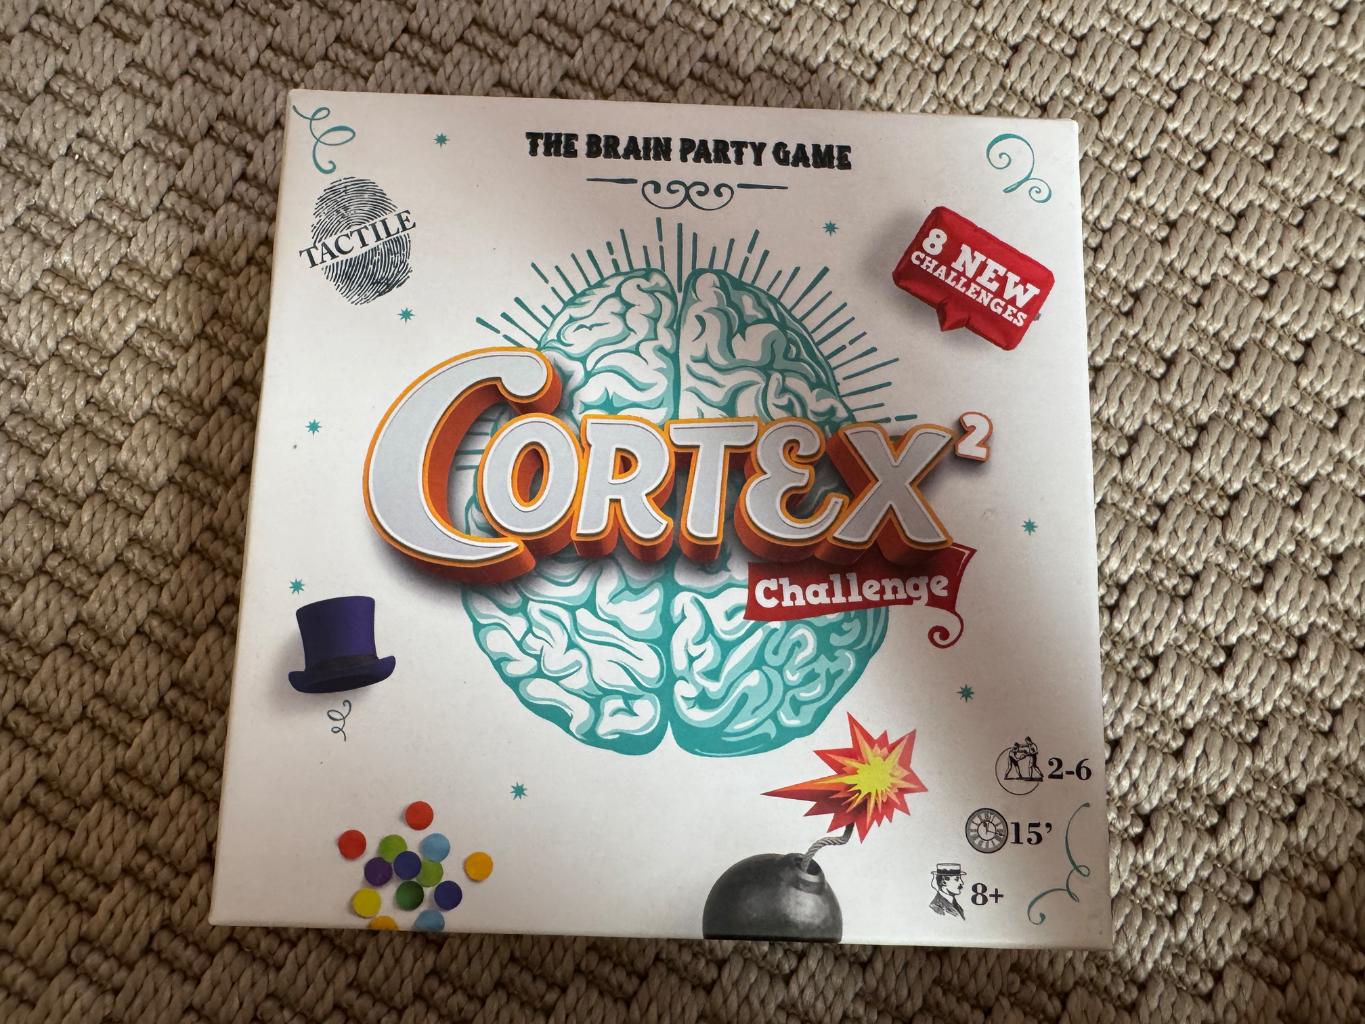 THE BRAIN PARTY GAME
TACTILE
8 NEW
CHALLENGES
CORTEX²
Challenge
2-6
15'
8+